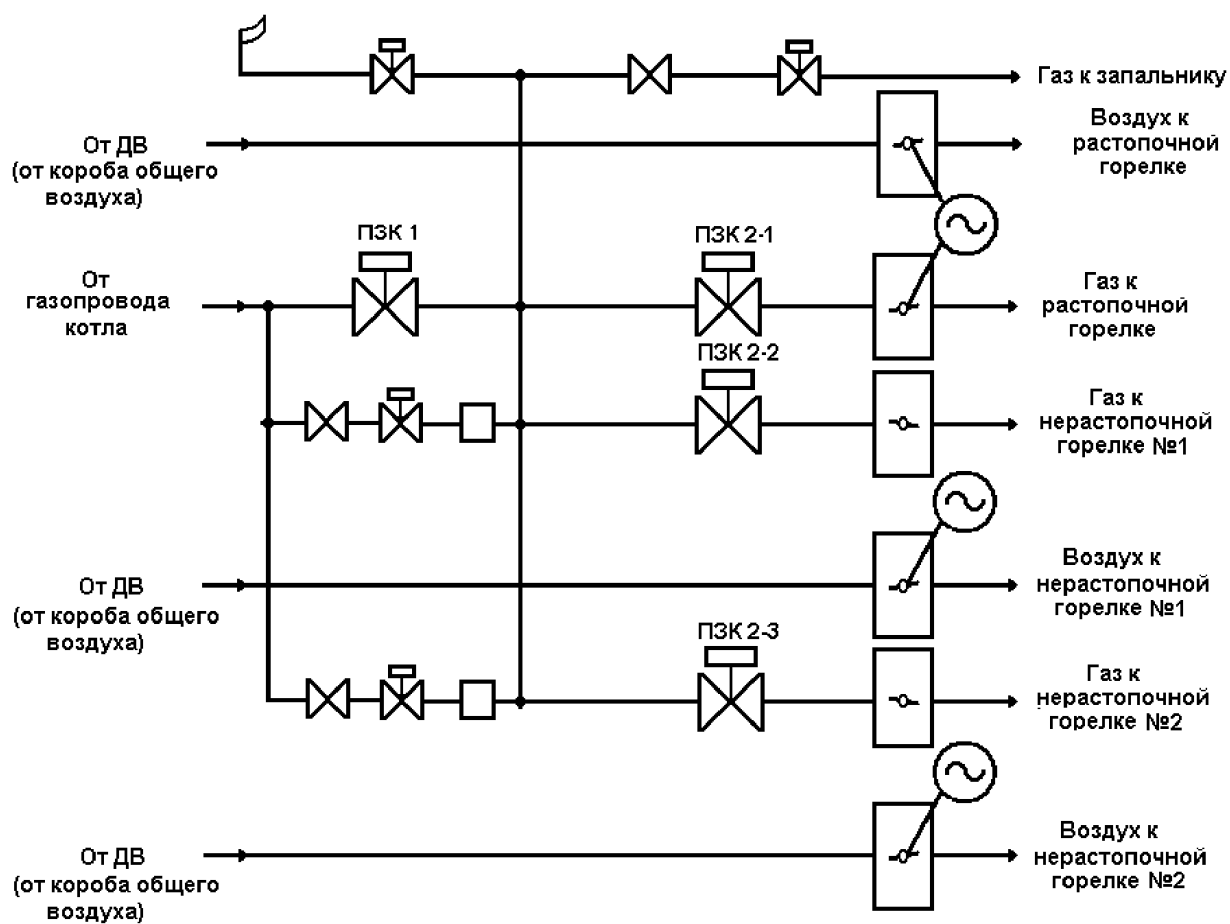 Газ к запальнику
Воздух к
растопочной
горелке
От ДВ
(от короба общего
воздуха)
ПЗК 1
ПЗК 2-1
От
газопровода
котла
Газ к
растопочной
горелке
ПЗК 2-2
Газ к
нерастопочной
горелке №1
От ДВ
(от короба общего
воздуха)
Воздух к
нерастопочной
горелке №1
ПЗК 2-3
Газ к
нерастопочной
горелке №2
От ДВ
(от короба общего
воздуха)
Воздух к
нерастопочной
горелке №2